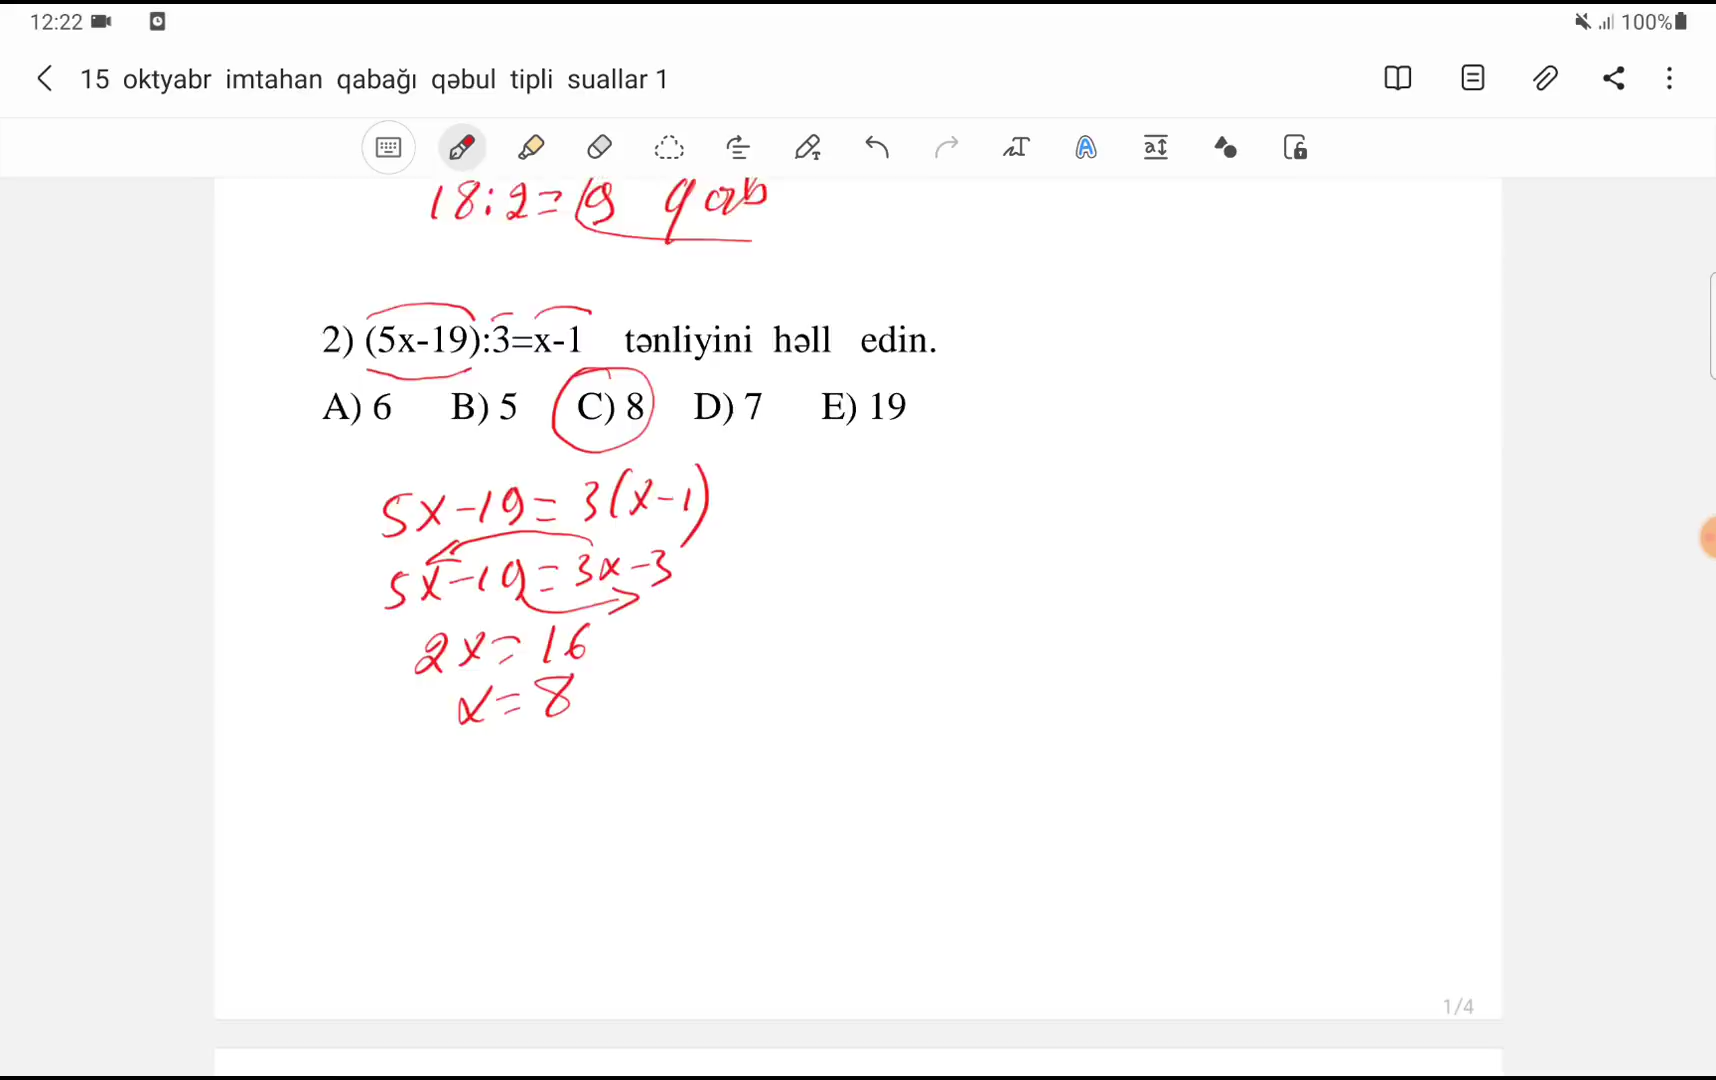 12:22
100%
15 oktyabr imtahan qabağı qəbul tipli suallar 1
18:2=9 qab
2) (5x-19):3=x-1 tənliyini həll edin.
A) 6 B) 5 C) 8 D) 7 E) 19
5x-19=3(x-1)
5x-19=3x-3
2x=16
x=8
1/4